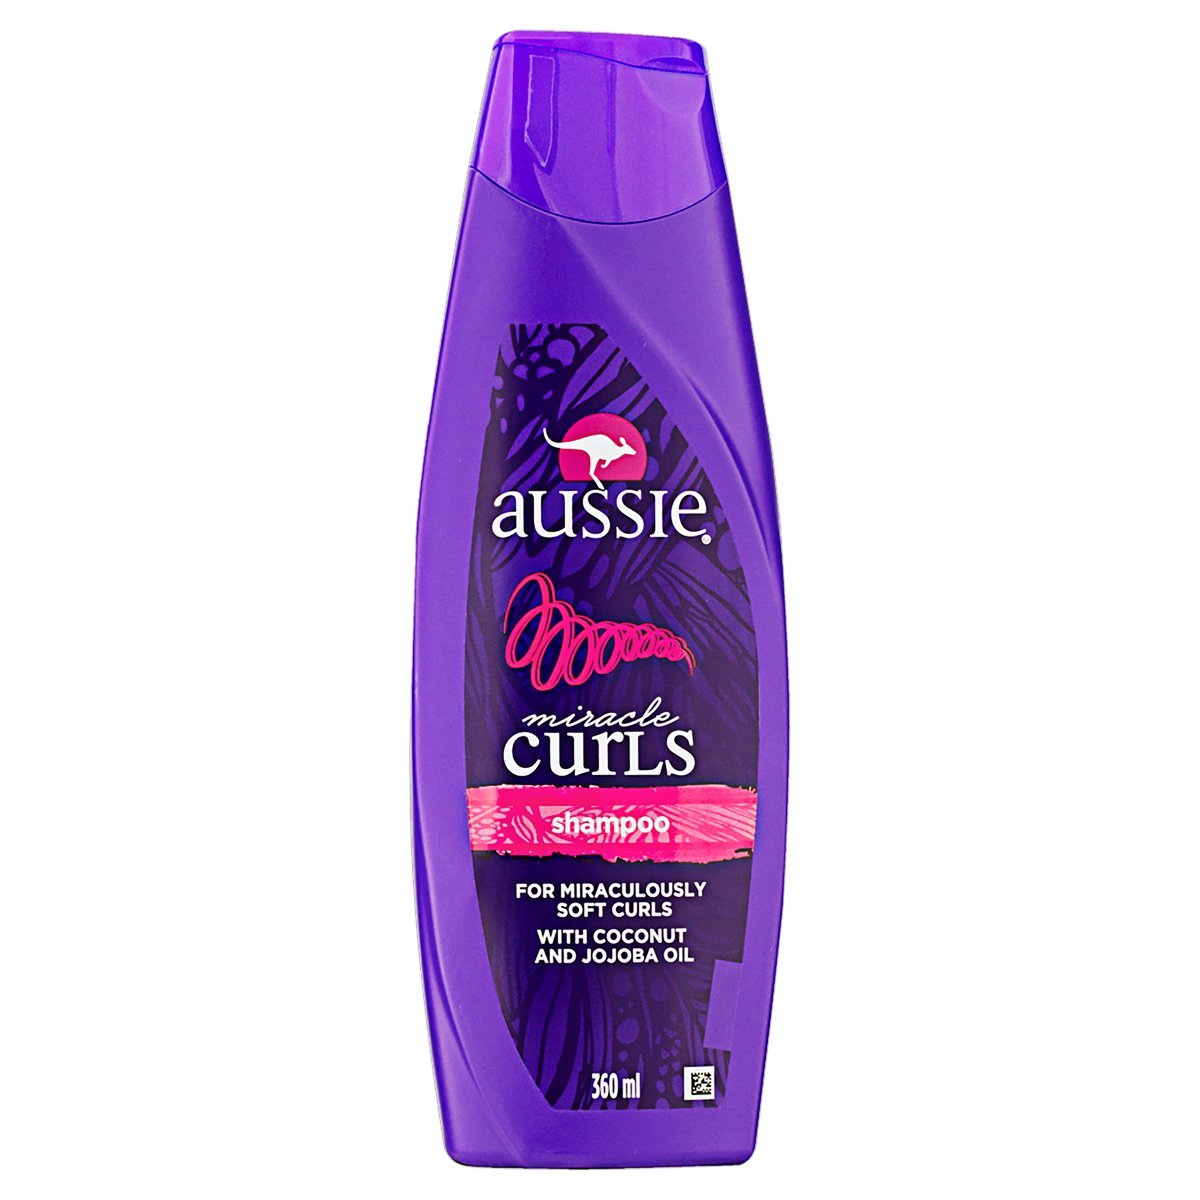 aussie
miracle
curls
shampoo
FOR MIRACULOUSLY
SOFT CURLS
WITH COCONUT
AND JOJOBA OIL
360 ml